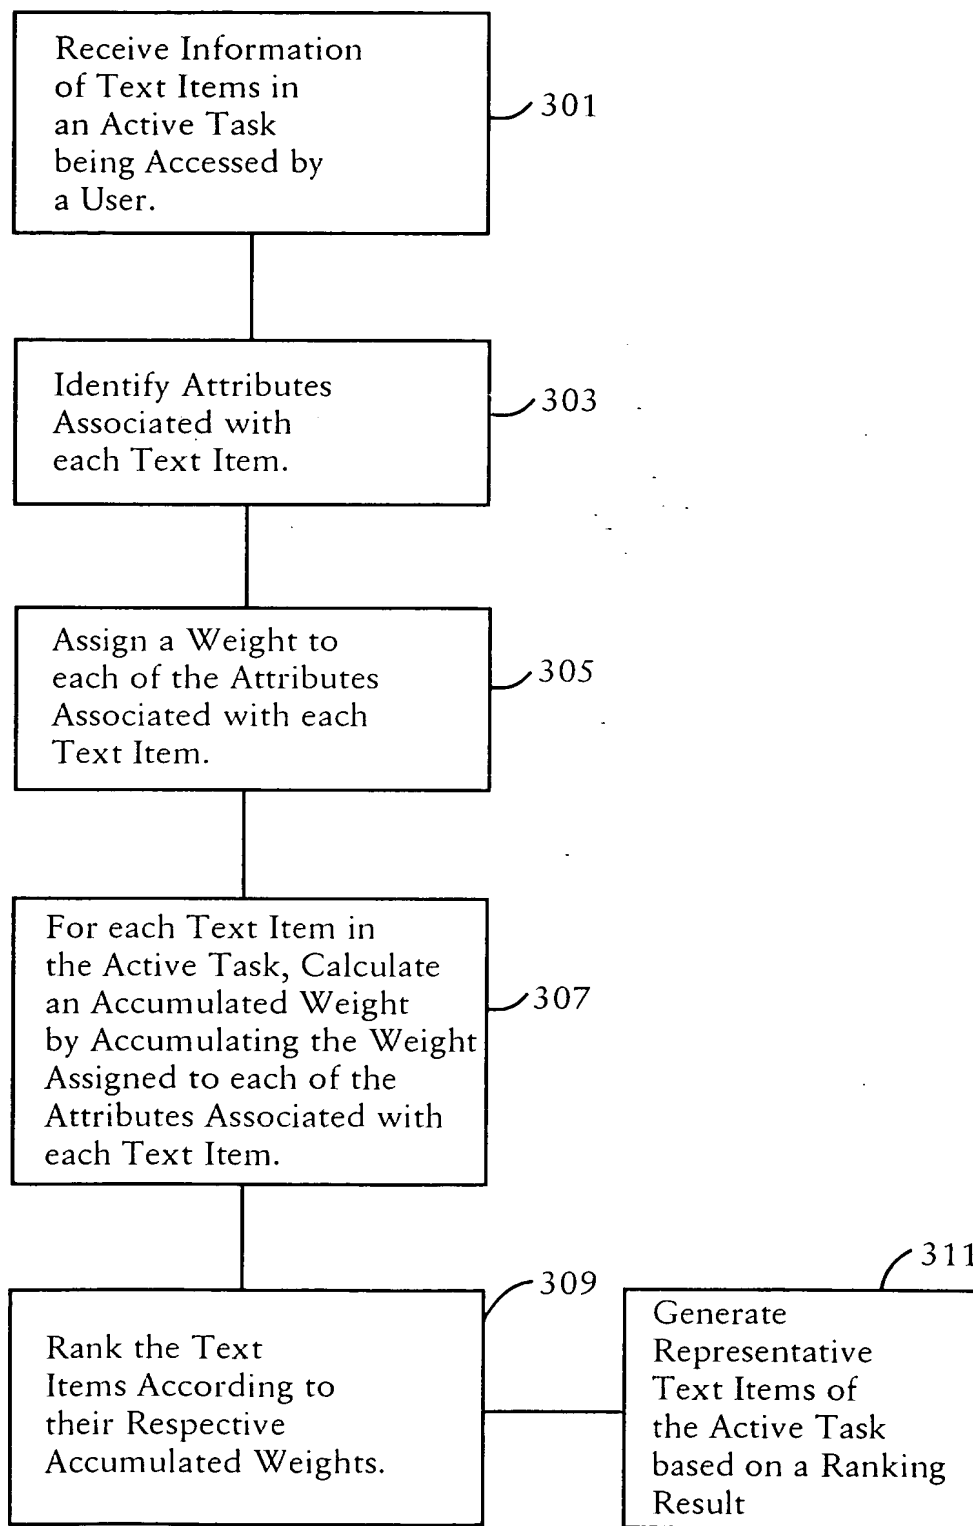 Receive Information
of Text Items in
an Active Task
being Accessed by
a User.
301
Identify Attributes
Associated with
each Text Item.
303
Assign a Weight to
each of the Attributes
Associated with each
Text Item.
305
For each Text Item in
the Active Task, Calculate
an Accumulated Weight
by Accumulating the Weight
Assigned to each of the
Attributes Associated with
each Text Item.
307
Rank the Text
Items According to
their Respective
Accumulated Weights.
309
311
Generate
Representative
Text Items of
the Active Task
based on a Ranking
Result